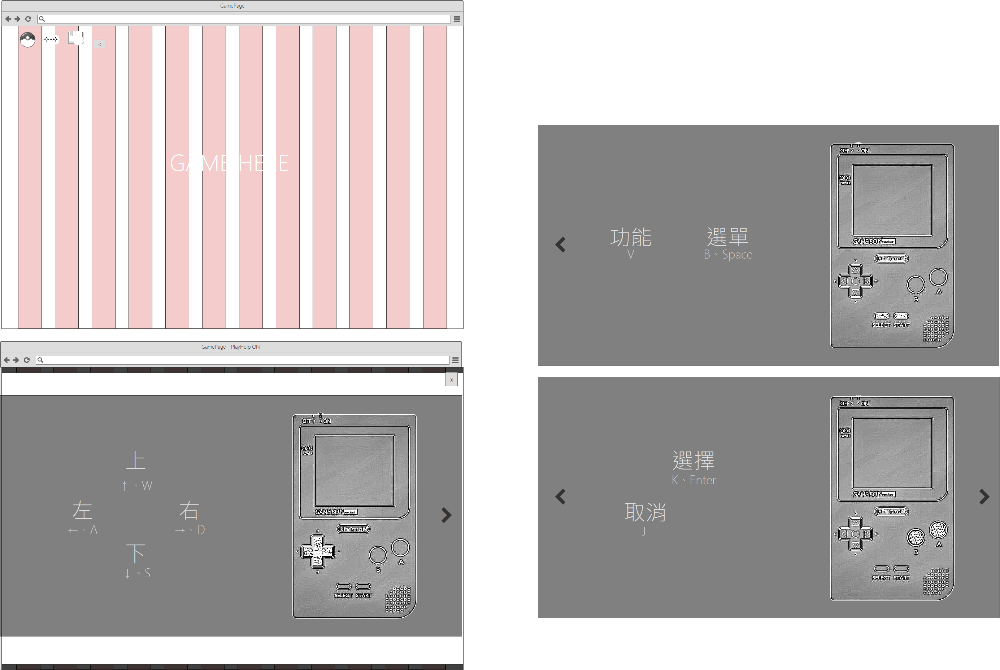 GamePage
<
GAME HERE
GamePage - PlayHelp ON
X
上
↑、W
左
←、A
右
→、D
下
↓、S
OFF ON
POWER
GAME BOY pocket
Nintendo
A
B
SELECT START
功能
V
選單
B、Space
OFF ON
POWER
GAME BOY pocket
Nintendo
A
B
SELECT START
選擇
K、Enter
取消
J
OFF ON
POWER
GAME BOY pocket
Nintendo
A
B
SELECT START